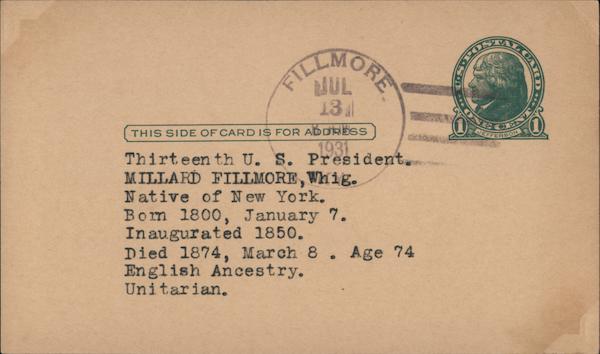 U.S. POSTAL CARD
ONE CENT
1 JEFFERSON 1
FILLMORE.
JUL
13
1931
THIS SIDE OF CARD IS FOR ADDRESS
Thirteenth U. S. President.
MILLARD FILLMORE,Whig.
Native of New York.
Born 1800, January 7.
Inaugurated 1850.
Died 1874, March 8 . Age 74
English Ancestry.
Unitarian.